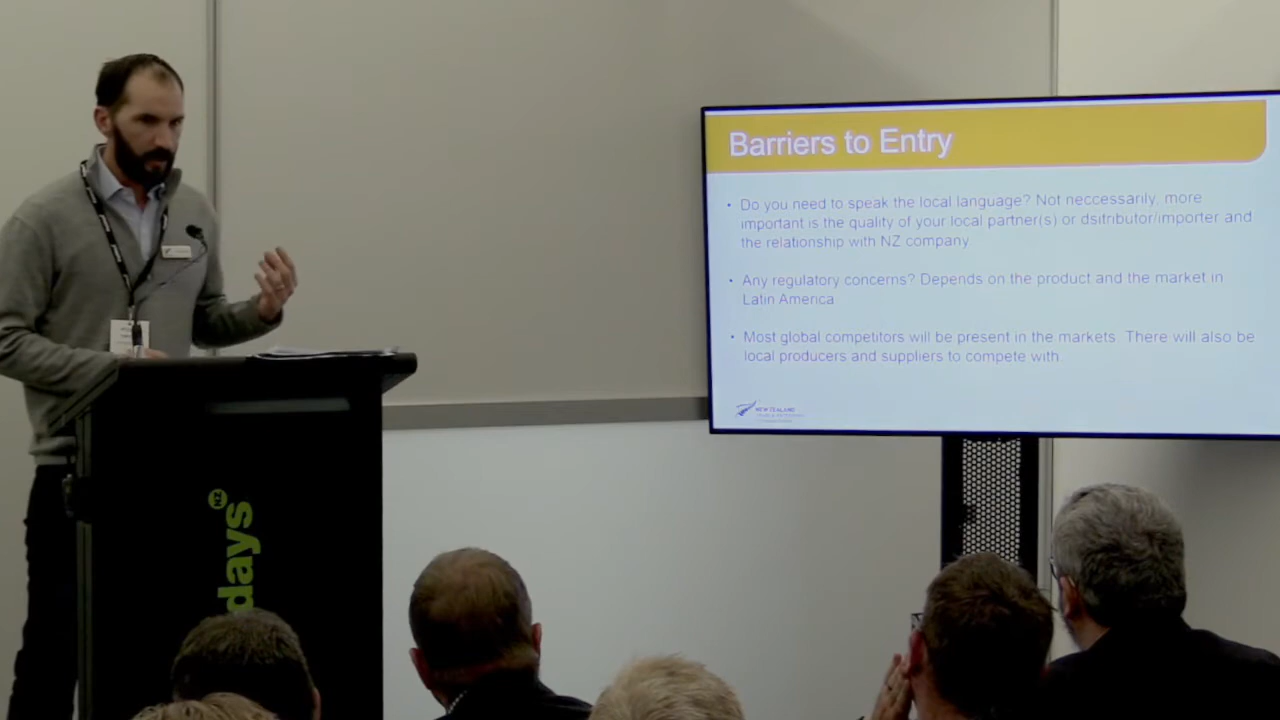 Barriers to Entry
• Do you need to speak the local language? Not neccessarily, more
important is the quality of your local partner(s) or dsitributor/importer and
the relationship with NZ company
• Any regulatory concerns? Depends on the product and the market in
Latin America
• Most global competitors will be present in the markets. There will also be
local producers and suppliers to compete with.
NEW ZEALAND
days NZ